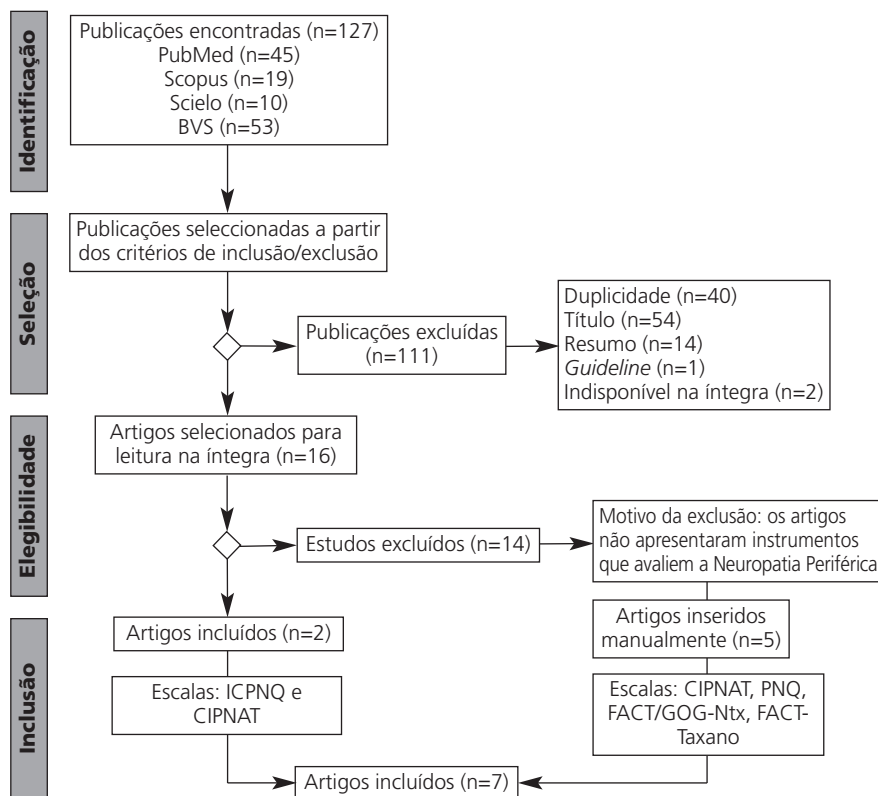 Identificação
Publicações encontradas (n=127)
PubMed (n=45)
Scopus (n=19)
Scielo (n=10)
BVS (n=53)
Seleção
Publicações seleccionadas a partir
dos critérios de inclusão/exclusão
Publicações excluídas
(n=111)
Duplicidade (n=40)
Título (n=54)
Resumo (n=14)
Guideline (n=1)
Indisponível na íntegra (n=2)
Elegibilidade
Artigos selecionados para
leitura na íntegra (n=16)
Estudos excluídos (n=14)
Motivo da exclusão: os artigos
não apresentaram instrumentos
que avaliem a Neuropatia Periférica
Inclusão
Artigos incluídos (n=2)
Artigos inseridos
manualmente (n=5)
Escalas: ICPNQ e
CIPNAT
Escalas: CIPNAT, PNQ,
FACT/GOG-Ntx, FACT-
Taxano
Artigos incluídos (n=7)